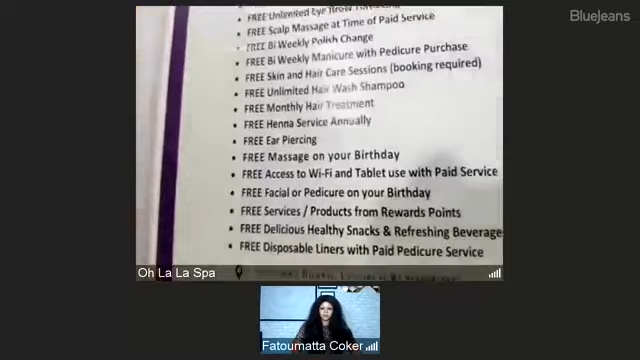 BlueJeans
FREE Unlimited Eye Brow
FREE Scalp Massage at Time of Paid Service
FREE Bi Weekly Polish Change
FREE Bi Weekly Manicure with Pedicure Purchase
FREE Skin and Hair Care Sessions (booking required)
FREE Unlimited Hair Wash Shampoo
FREE Monthly Hair Treatment
FREE Henna Service Annually
FREE Ear Piercing
FREE Massage on your Birthday
FREE Access to Wi-Fi and Tablet use with Paid Service
FREE Facial or Pedicure on your Birthday
FREE Services / Products from Rewards Points
FREE Delicious Healthy Snacks & Refreshing Beverage
FREE Disposable Liners with Paid Pedicure Service
Oh La La Spa
Fatoumatta Coker